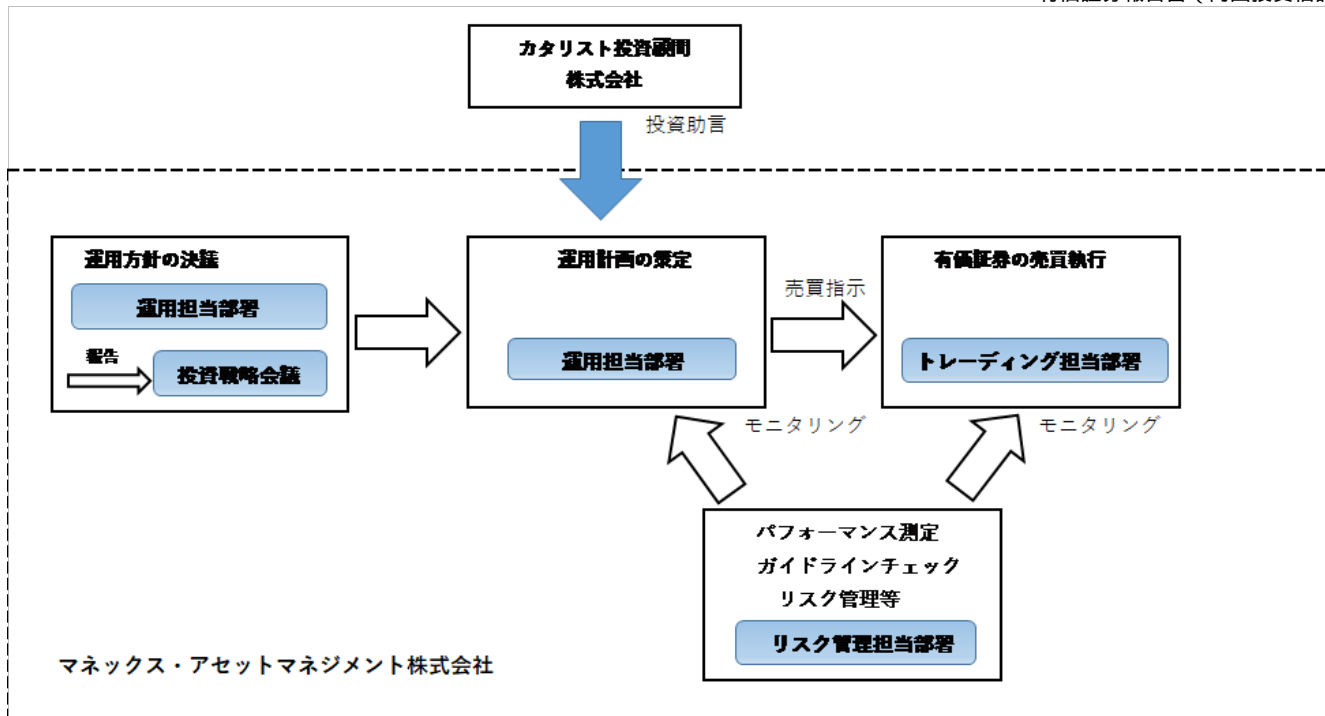 カタリスト投資顧問
株式会社
投資助言
運用方針の決議
運用担当部署
報告
投資戦略会議
運用計画の策定
運用担当部署
売買指示
有価証券の売買執行
トレーディング担当部署
モニタリング
モニタリング
パフォーマンス測定
ガイドラインチェック
リスク管理等
リスク管理担当部署
マネックス・アセットマネジメント株式会社